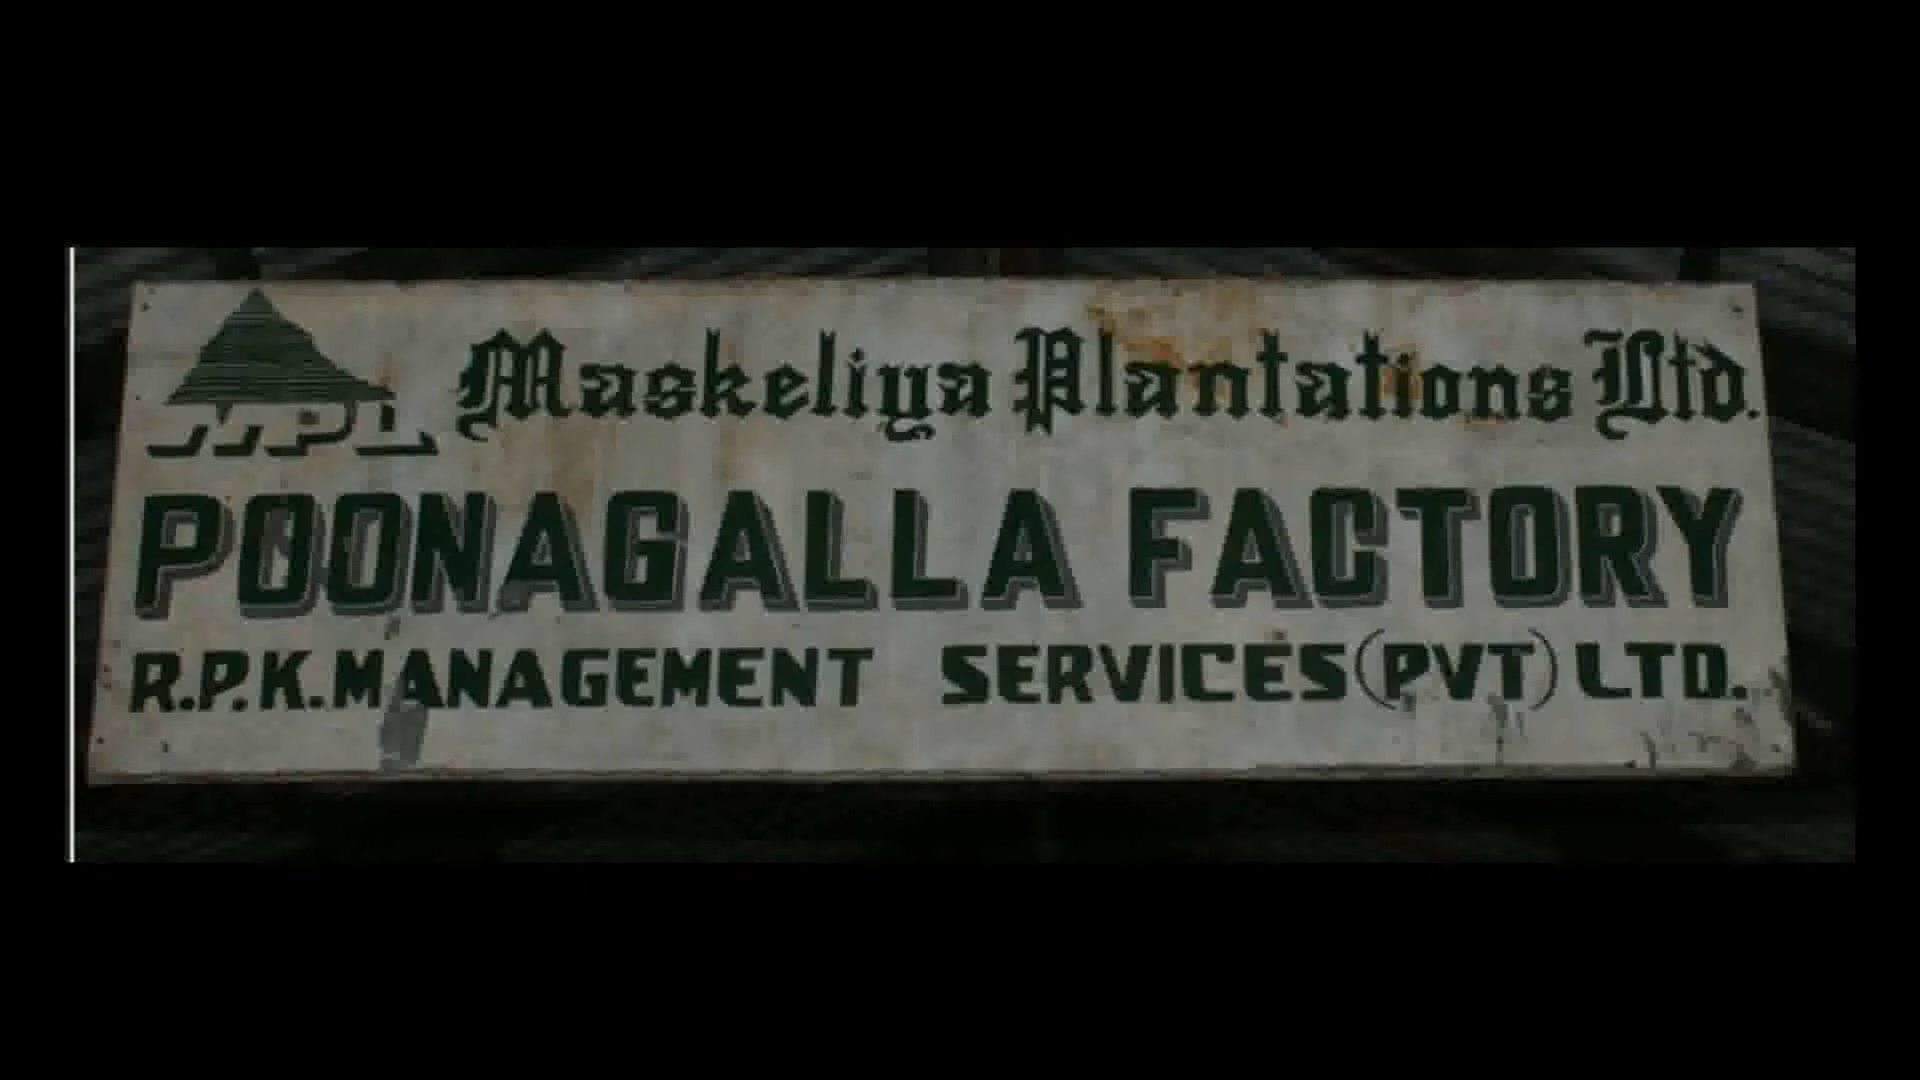 MPL Maskeliya Plantations Ltd.
POONAGALLA FACTORY
R.P.K. MANAGEMENT SERVICES (PVT) LTD.